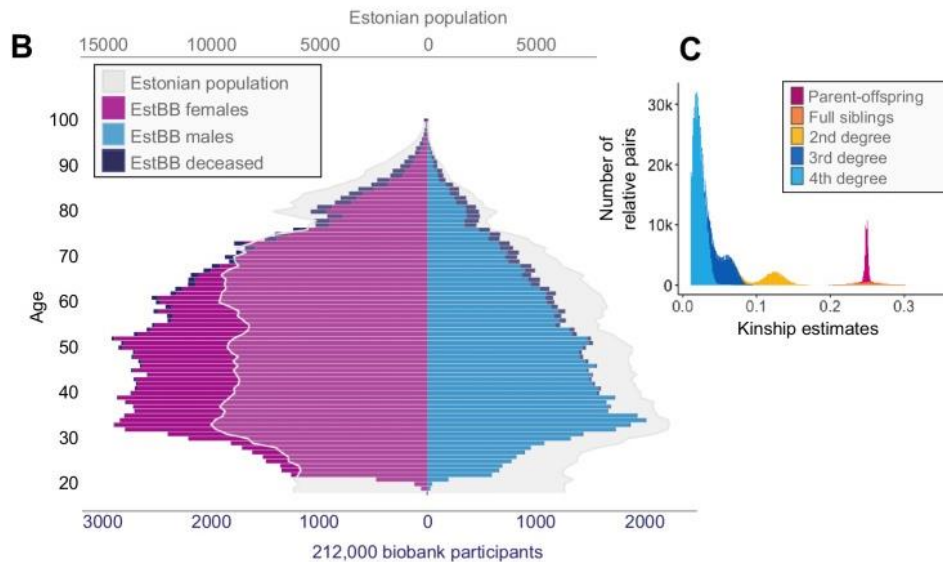 Estonian population
15000 10000 5000 0 5000
B
Estonian population
EstBB females
EstBB males
EstBB deceased
100
90
80
70
60
50
40
30
20
Age
3000 2000 1000 0 1000 2000
212,000 biobank participants
C
Parent-offspring
Full siblings
2nd degree
3rd degree
4th degree
30k
20k
10k
0
Number of
relative pairs
0.0 0.1 0.2 0.3
Kinship estimates